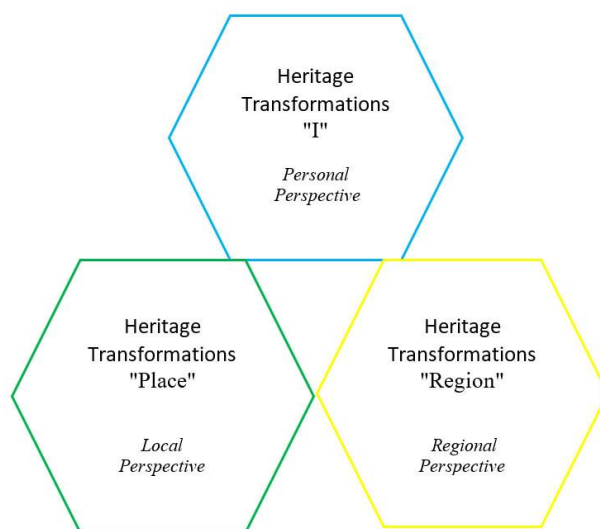 Heritage
Transformations
"I"
Personal
Perspective
Heritage
Transformations
"Place"
Local
Perspective
Heritage
Transformations
"Region"
Regional
Perspective